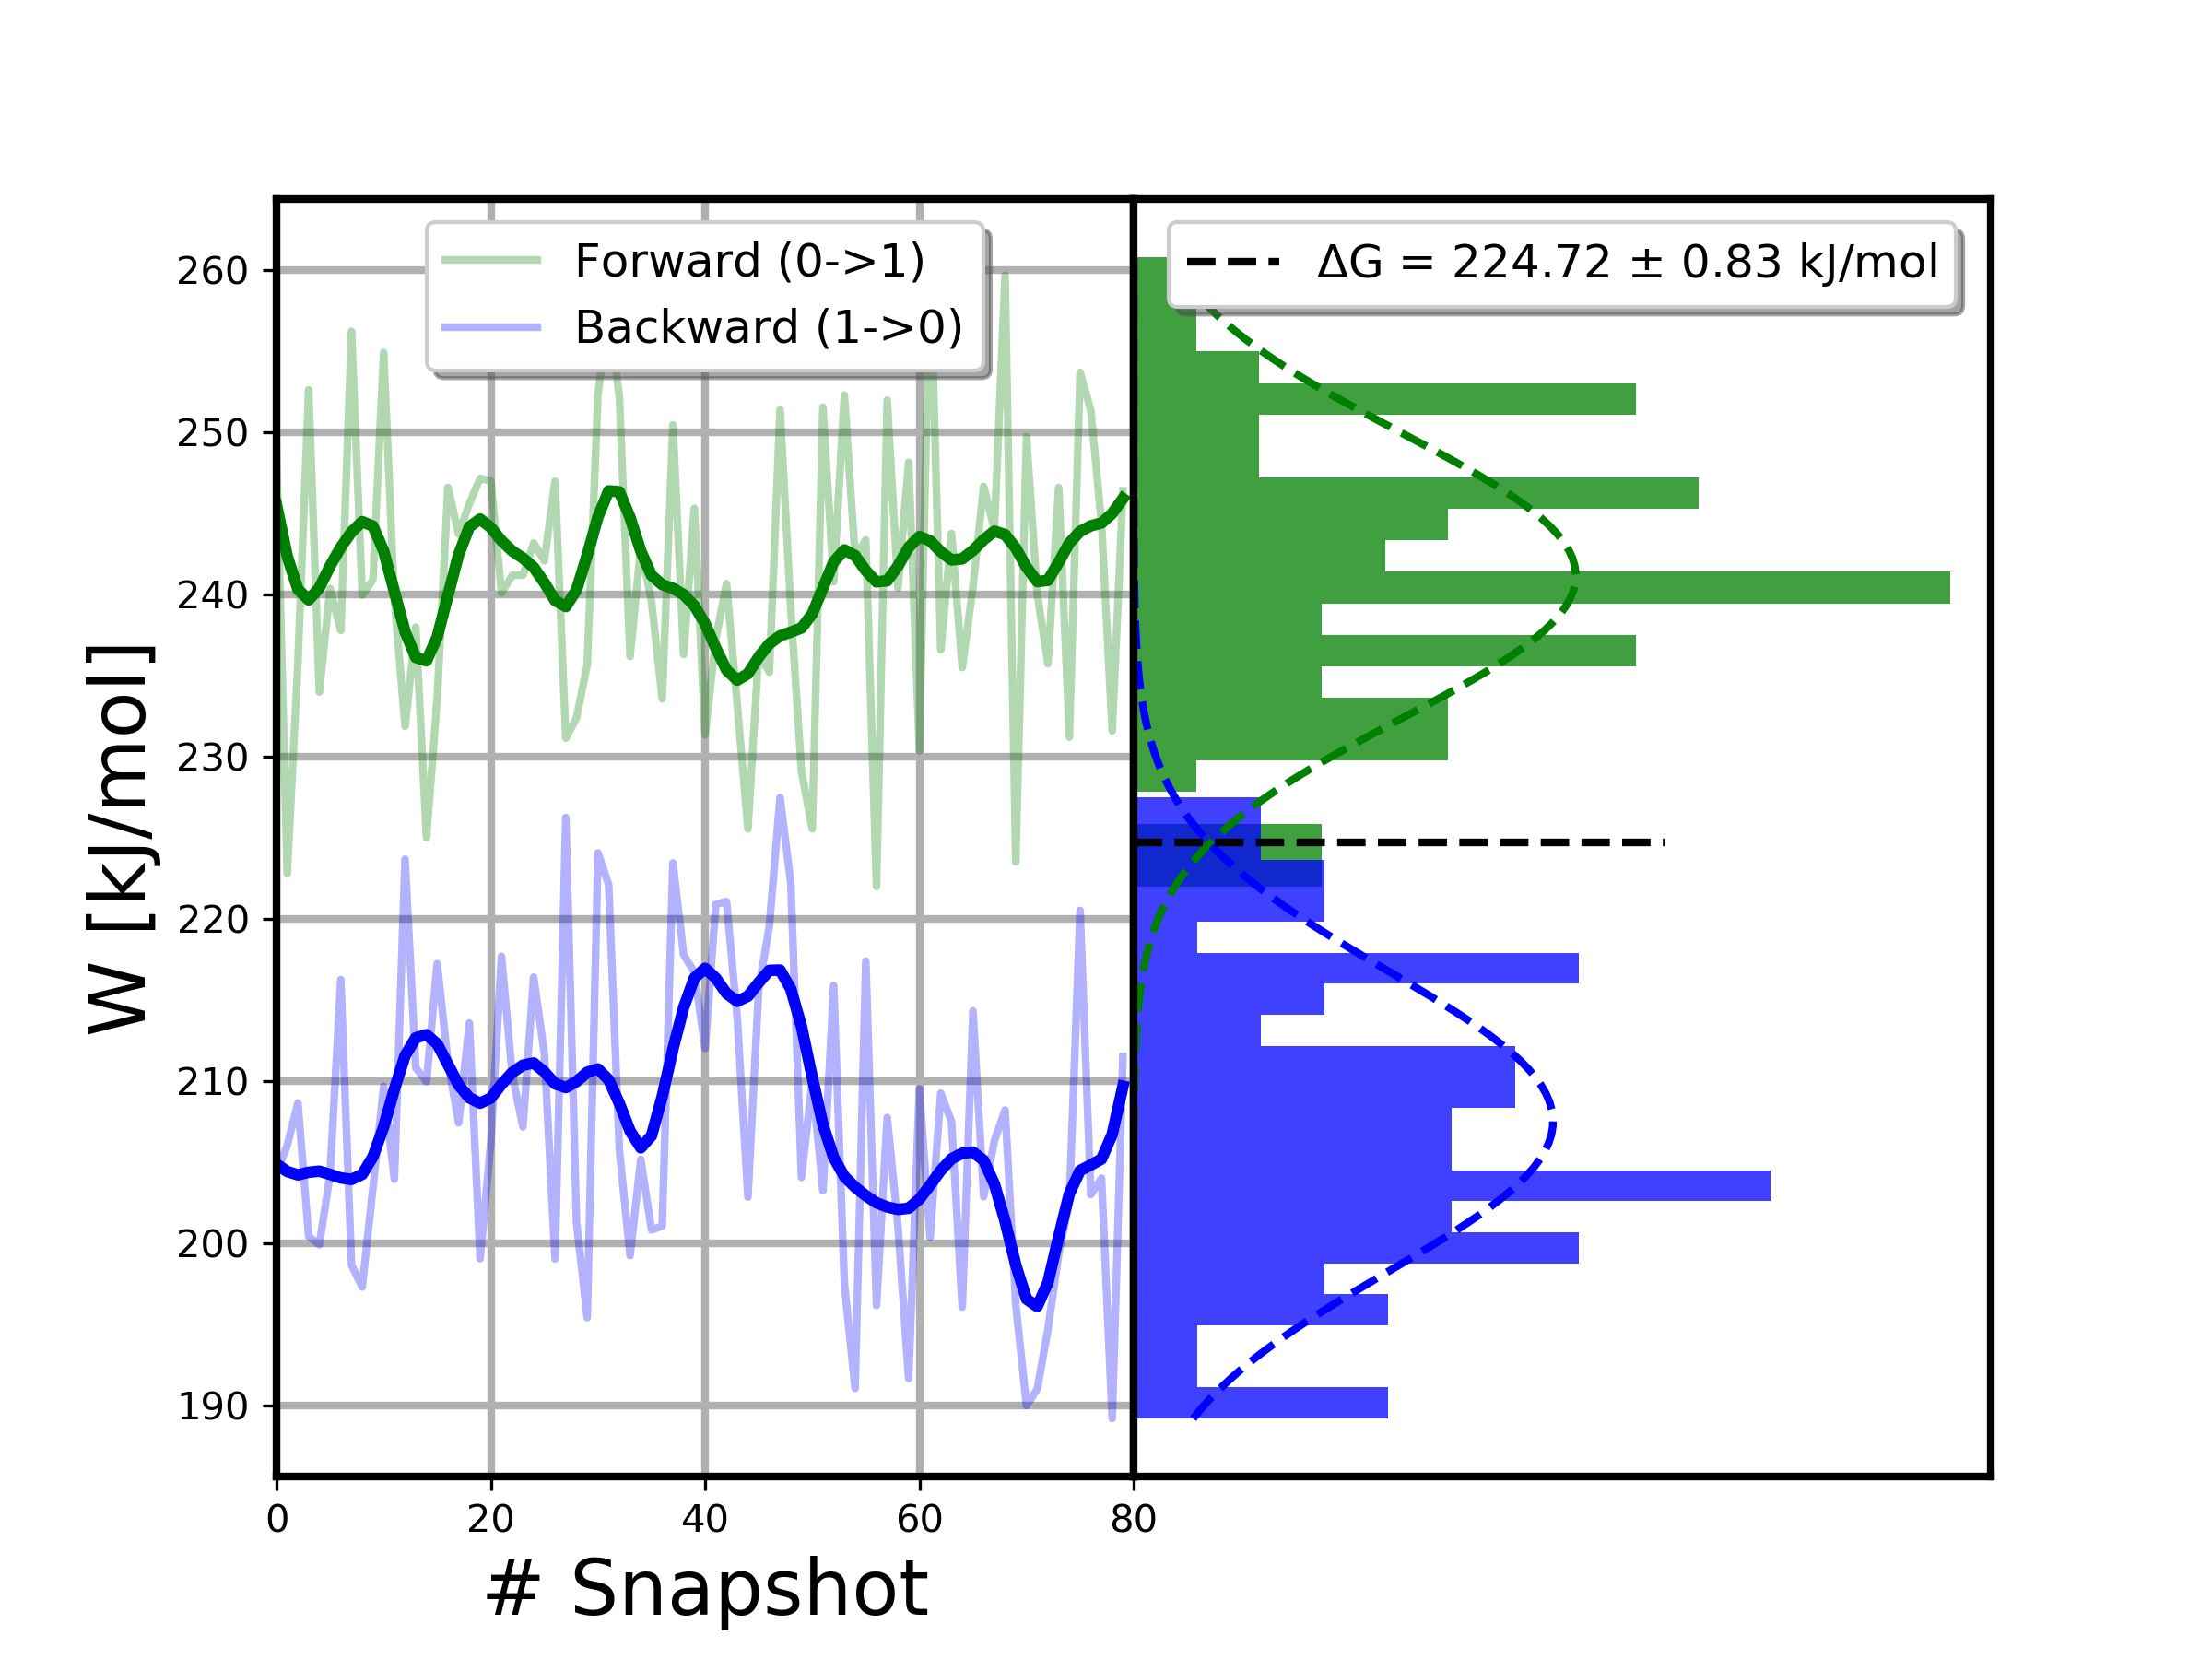 Forward (0->1)
Backward (1->0)
ΔG = 224.72 ± 0.83 kJ/mol
W [kJ/mol]
260
250
240
230
220
210
200
190
0 20 40 60 80
# Snapshot